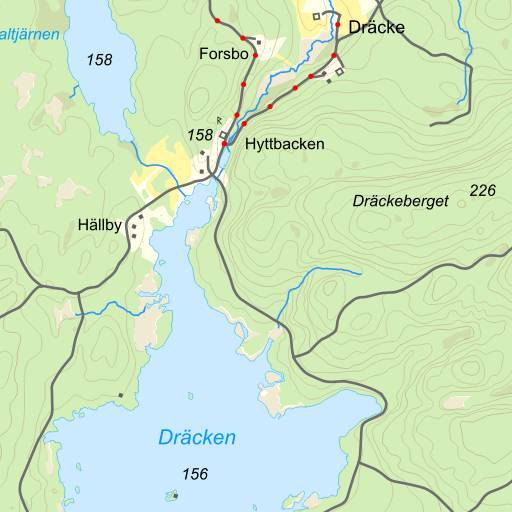 Dräcke
altjärnen
Forsbo
158
158
Hyttbacken
226
Dräckeberget
Hällby
Dräcken
156